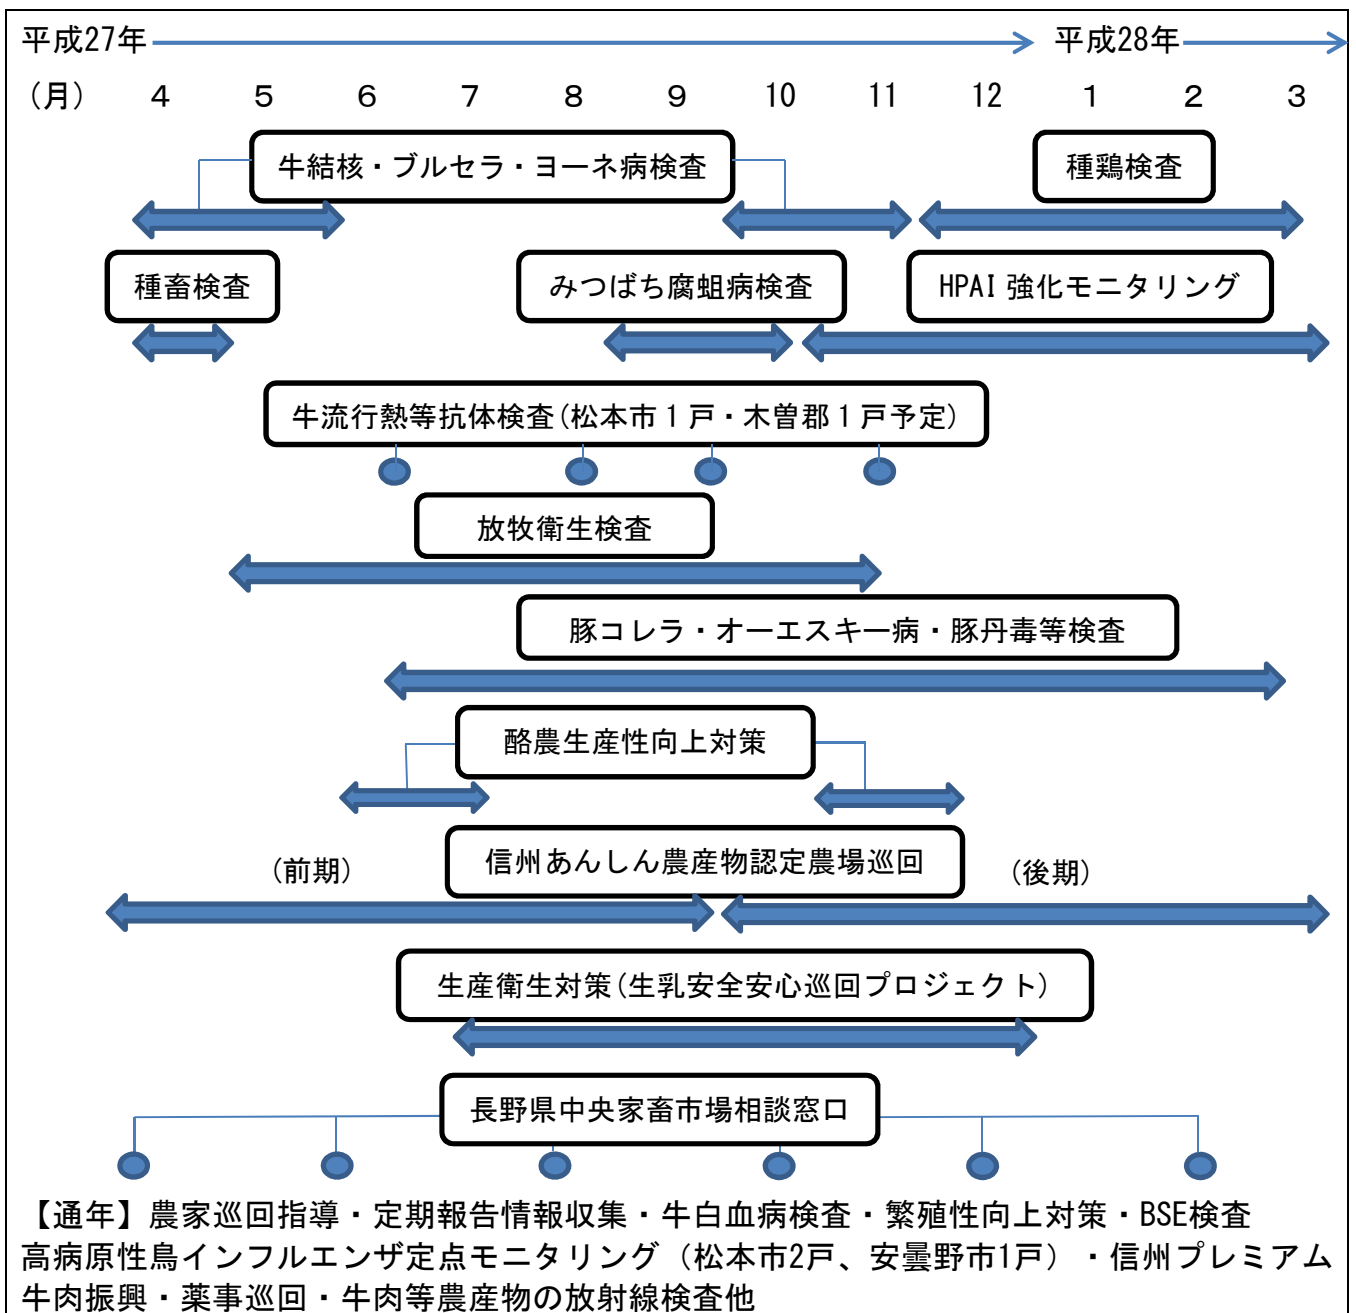 平成27年 平成28年
(月) 4 5 6 7 8 9 10 11 12 1 2 3
牛結核・ブルセラ・ヨーネ病検査 種鶏検査
種畜検査 みつばち腐蛆病検査 HPAI 強化モニタリング
牛流行熱等抗体検査(松本市1戸・木曽郡1戸予定)
放牧衛生検査
豚コレラ・オーエスキー病・豚丹毒等検査
酪農生産性向上対策
(前期) 信州あんしん農産物認定農場巡回 (後期)
生産衛生対策(生乳安全安心巡回プロジェクト)
長野県中央家畜市場相談窓口
【通年】農家巡回指導・定期報告情報収集・牛白血病検査・繁殖性向上対策・BSE検査
高病原性鳥インフルエンザ定点モニタリング(松本市2戸、安曇野市1戸)・信州プレミアム
牛肉振興・薬事巡回・牛肉等農産物の放射線検査他